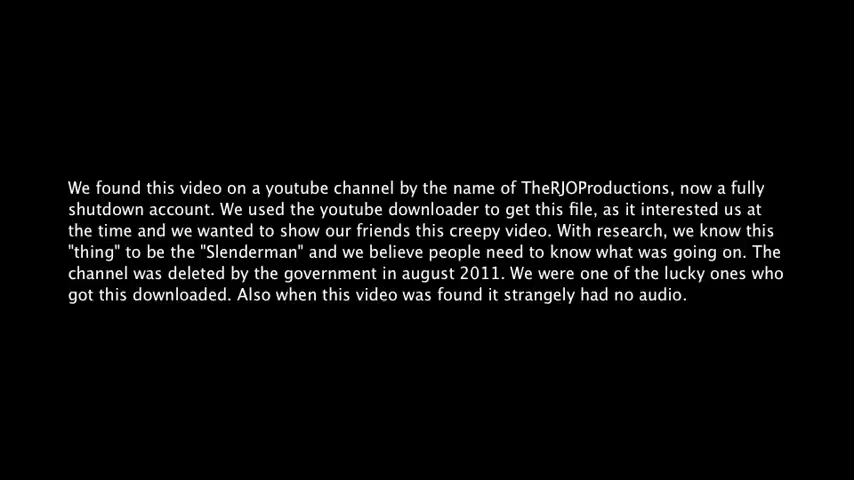 We found this video on a youtube channel by the name of TheRJOProductions, now a fully
shutdown account. We used the youtube downloader to get this file, as it interested us at
the time and we wanted to show our friends this creepy video. With research, we know this
"thing" to be the "Slenderman" and we believe people need to know what was going on. The
channel was deleted by the government in august 2011. We were one of the lucky ones who
got this downloaded. Also when this video was found it strangely had no audio.